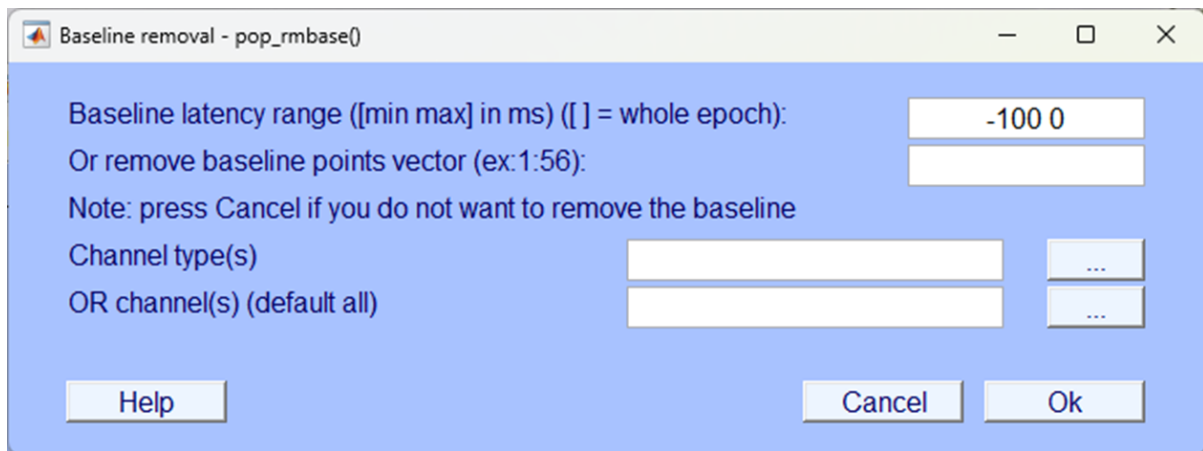 Baseline removal - pop_rmbase()
Baseline latency range ([min max] in ms) ([ ] = whole epoch): -100 0
Or remove baseline points vector (ex:1:56):
Note: press Cancel if you do not want to remove the baseline
Channel type(s) ...
OR channel(s) (default all) ...
Help Cancel Ok